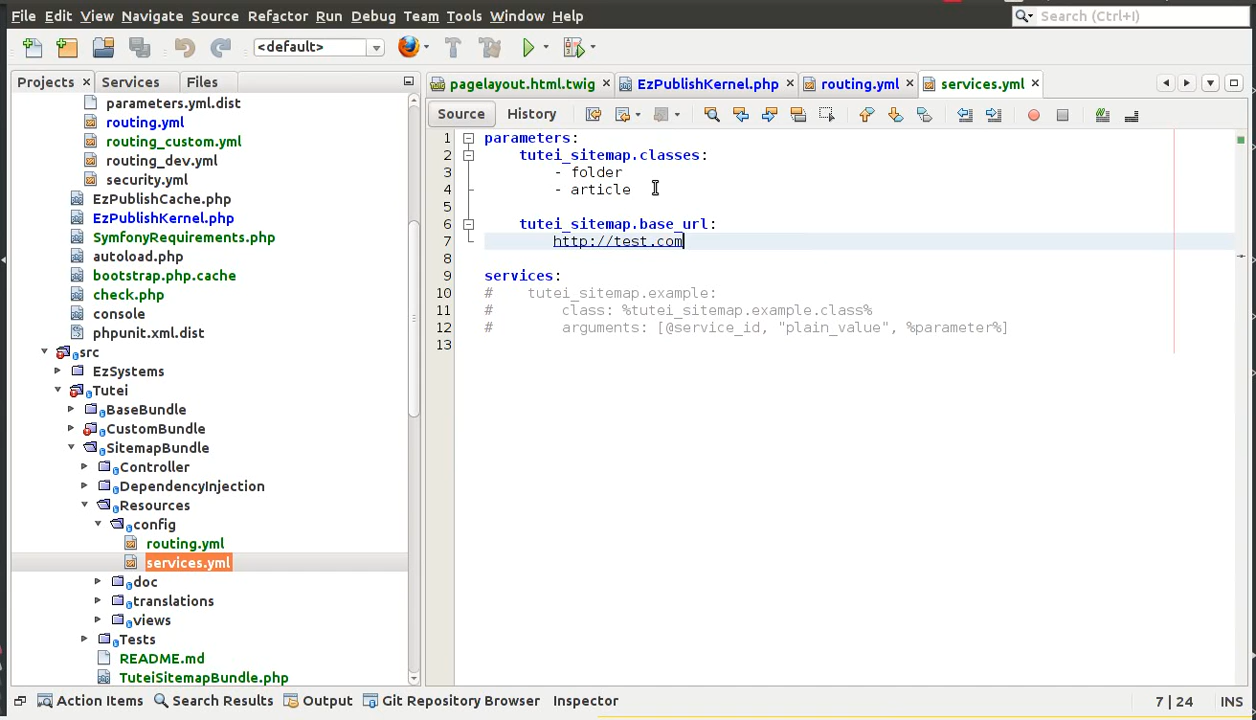 File Edit View Navigate Source Refactor Run Debug Team Tools Window Help
Search (Ctrl+I)
<default>
Projects Services Files
pagelayout.html.twig EzPublishKernel.php routing.yml services.yml
Source History
parameters.yml.dist
routing.yml
routing_custom.yml
routing_dev.yml
security.yml
EzPublishCache.php
EzPublishKernel.php
SymfonyRequirements.php
autoload.php
bootstrap.php.cache
check.php
console
phpunit.xml.dist
src
EzSystems
Tutei
BaseBundle
CustomBundle
SitemapBundle
Controller
DependencyInjection
Resources
config
routing.yml
services.yml
doc
translations
views
Tests
README.md
TuteiSitemapBundle.php
1 parameters:
2 tutei_sitemap.classes:
3 - folder
4 - article
5
6 tutei_sitemap.base_url:
7 http://test.com
8
9 services:
10 # tutei_sitemap.example:
11 # class: %tutei_sitemap.example.class%
12 # arguments: [@service_id, "plain_value", %parameter%]
13
Action Items Search Results Output Git Repository Browser Inspector
7 | 24 INS